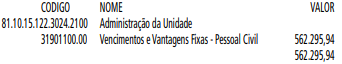 CODIGO NOME VALOR
81.10.15.122.3024.2100 Administração da Unidade
31901100.00 Vencimentos e Vantagens Fixas - Pessoal Civil 562.295,94
562.295,94